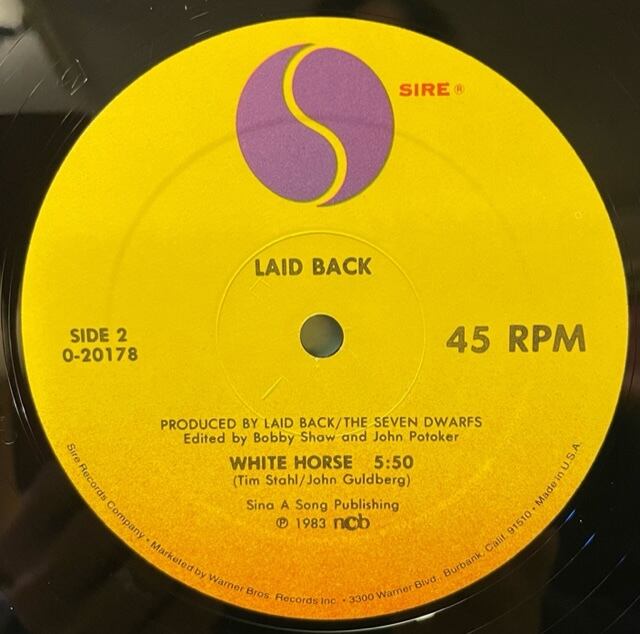 SIRE ®
LAID BACK
SIDE 2
0-20178
45 RPM
PRODUCED BY LAID BACK/THE SEVEN DWARFS
Edited by Bobby Shaw and John Potoker
WHITE HORSE 5:50
(Tim Stahl/John Guldberg)
Sing A Song Publishing
℗ 1983 ncb
Sire Records Company • Marketed by Warner Bros. Records Inc. • 3300 Warner Blvd., Burbank, Calif. 91510 • Made in U.S.A.